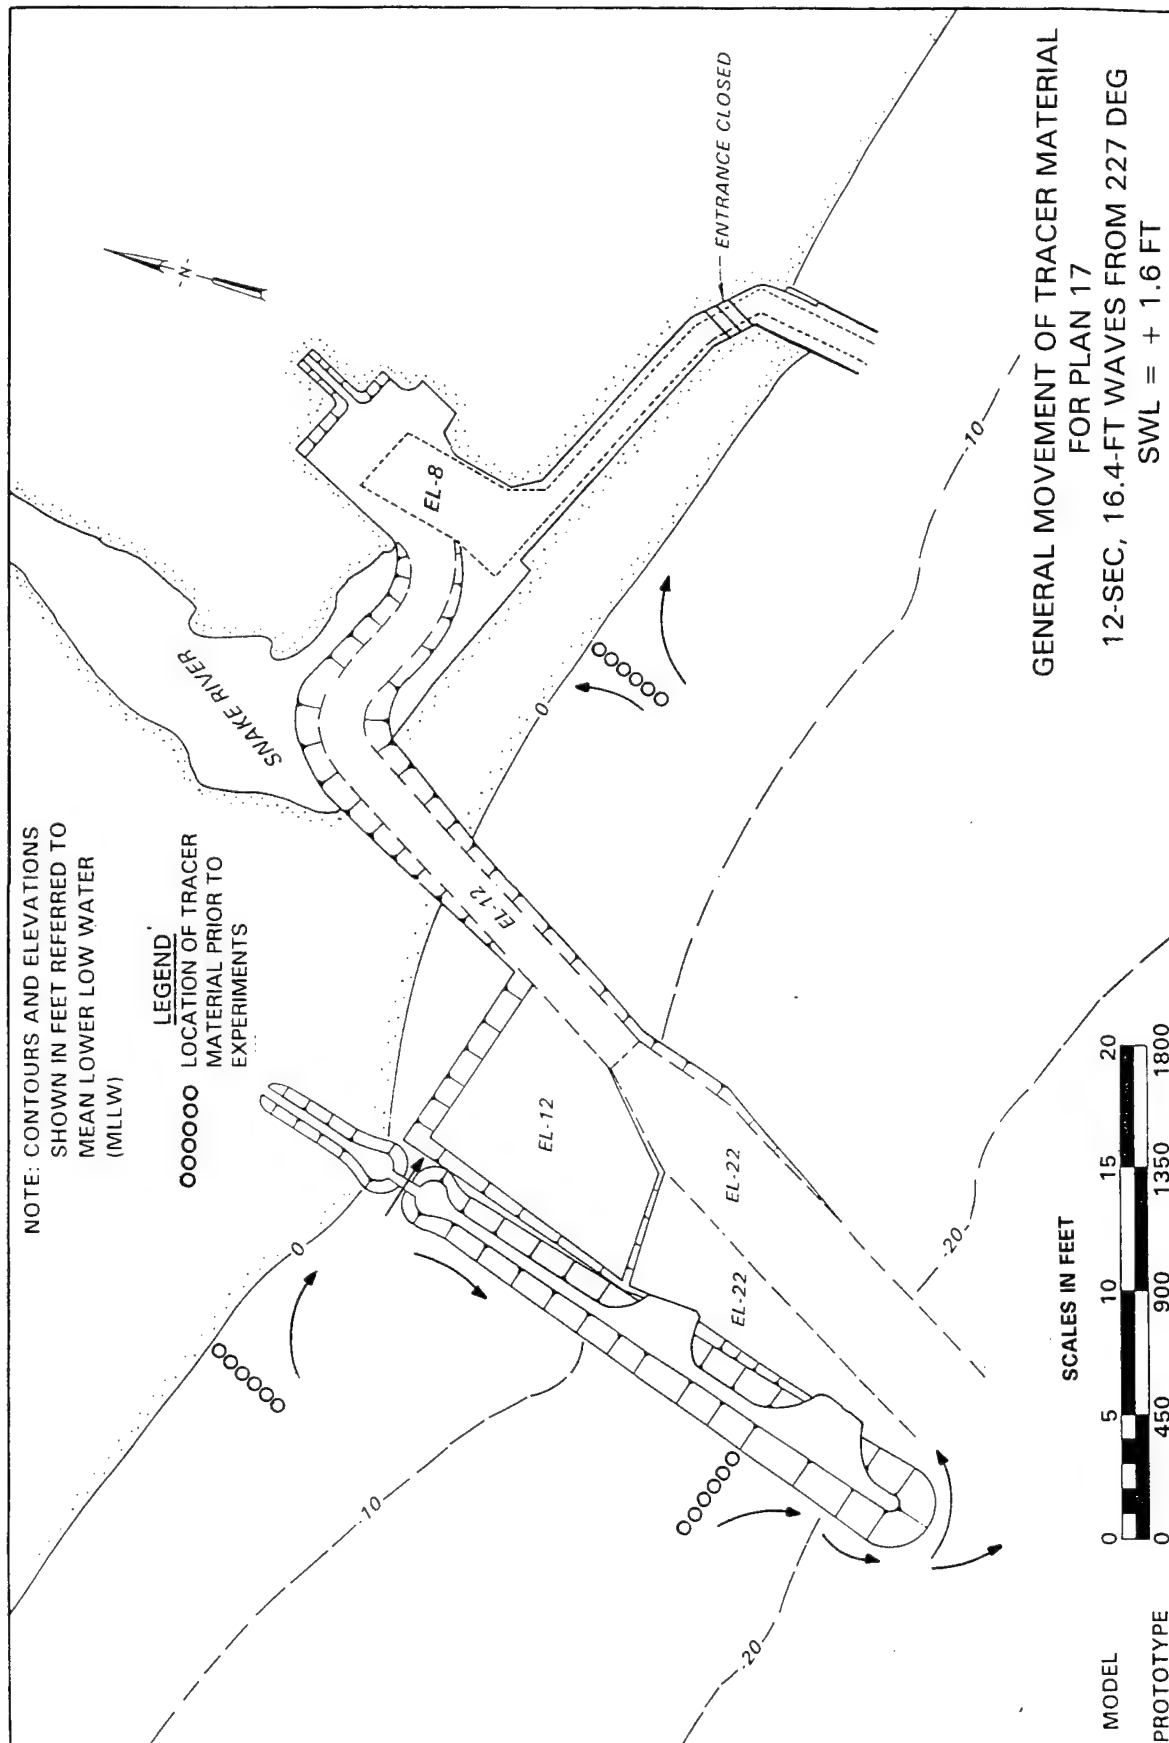 NOTE: CONTOURS AND ELEVATIONS
SHOWN IN FEET REFERRED TO
MEAN LOWER LOW WATER
(MLLW)
LEGEND
LOCATION OF TRACER
MATERIAL PRIOR TO
EXPERIMENTS
SNAKE RIVER
-N-
EL-8
ENTRANCE CLOSED
EL-12
EL-12
EL-22
EL-22
0
0
0
-10
-10
-20
-20
SCALES IN FEET
MODEL 0 5 10 15 20
PROTOTYPE 0 450 900 1350 1800
GENERAL MOVEMENT OF TRACER MATERIAL
FOR PLAN 17
12-SEC, 16.4-FT WAVES FROM 227 DEG
SWL = + 1.6 FT